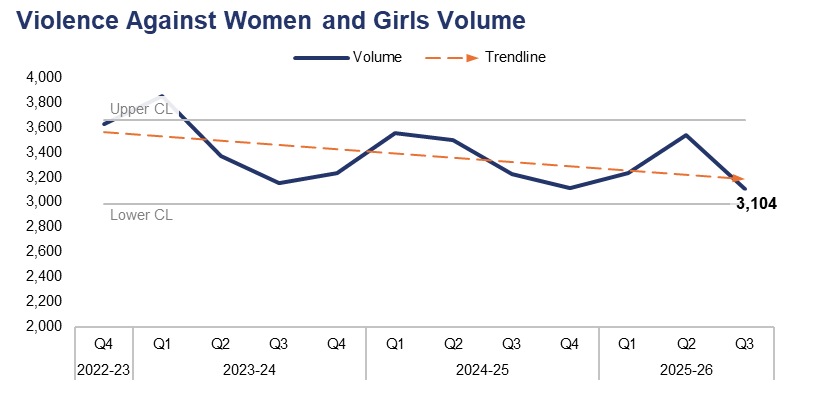 Violence Against Women and Girls Volume
Volume Trendline
4,000
3,800
3,600
3,400
3,200
3,000
2,800
2,600
2,400
2,200
2,000
Upper CL
Lower CL
3,104
Q4 Q1 Q2 Q3 Q4 Q1 Q2 Q3 Q4 Q1 Q2 Q3
2022-23 2023-24 2024-25 2025-26